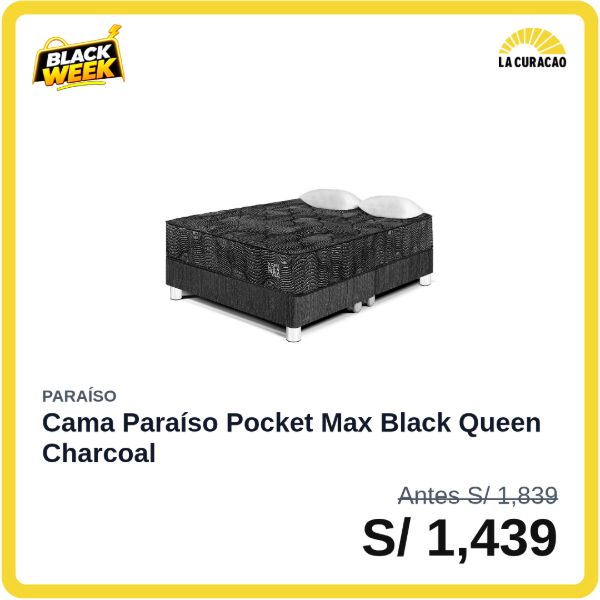 BLACK
WEEK
LA CURACAO
PARAÍSO
Cama Paraíso Pocket Max Black Queen
Charcoal
Antes S/ 1,839
S/ 1,439